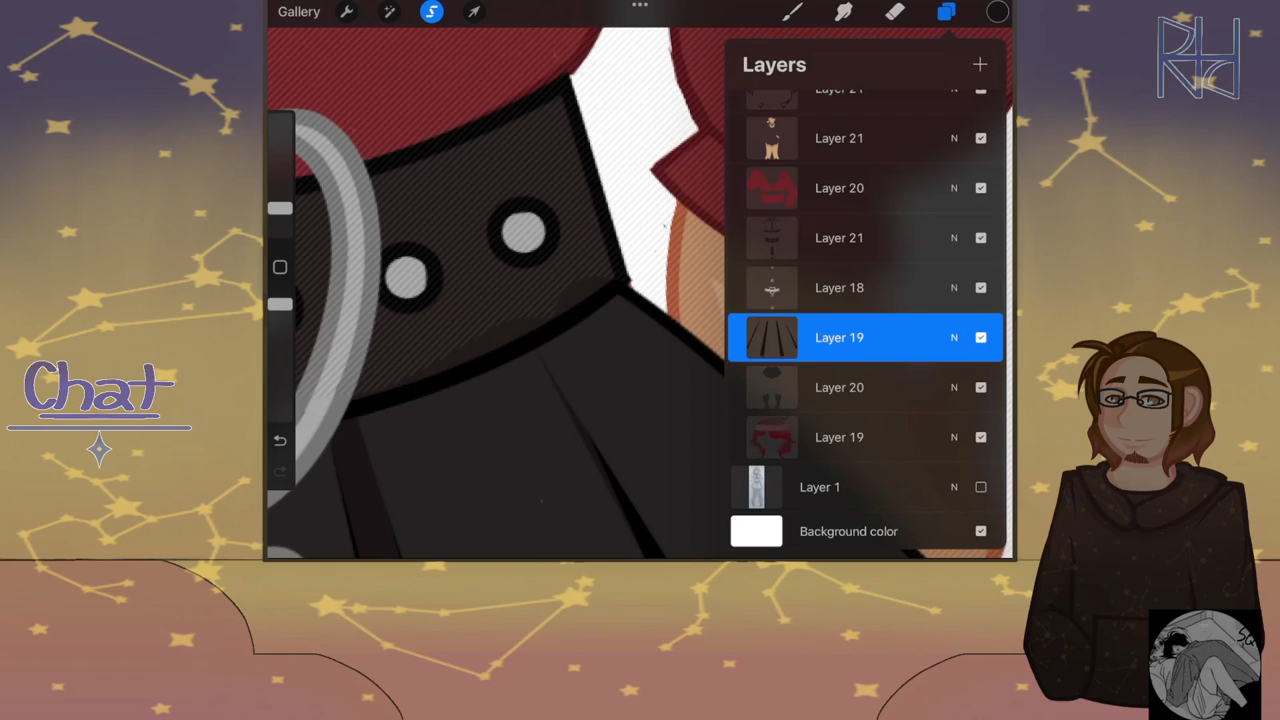 Gallery
Layers
Layer 21 N
Layer 20 N
Layer 21 N
Layer 18 N
Layer 19 N
Layer 20 N
Layer 19 N
Layer 1 N
Background color
Chat